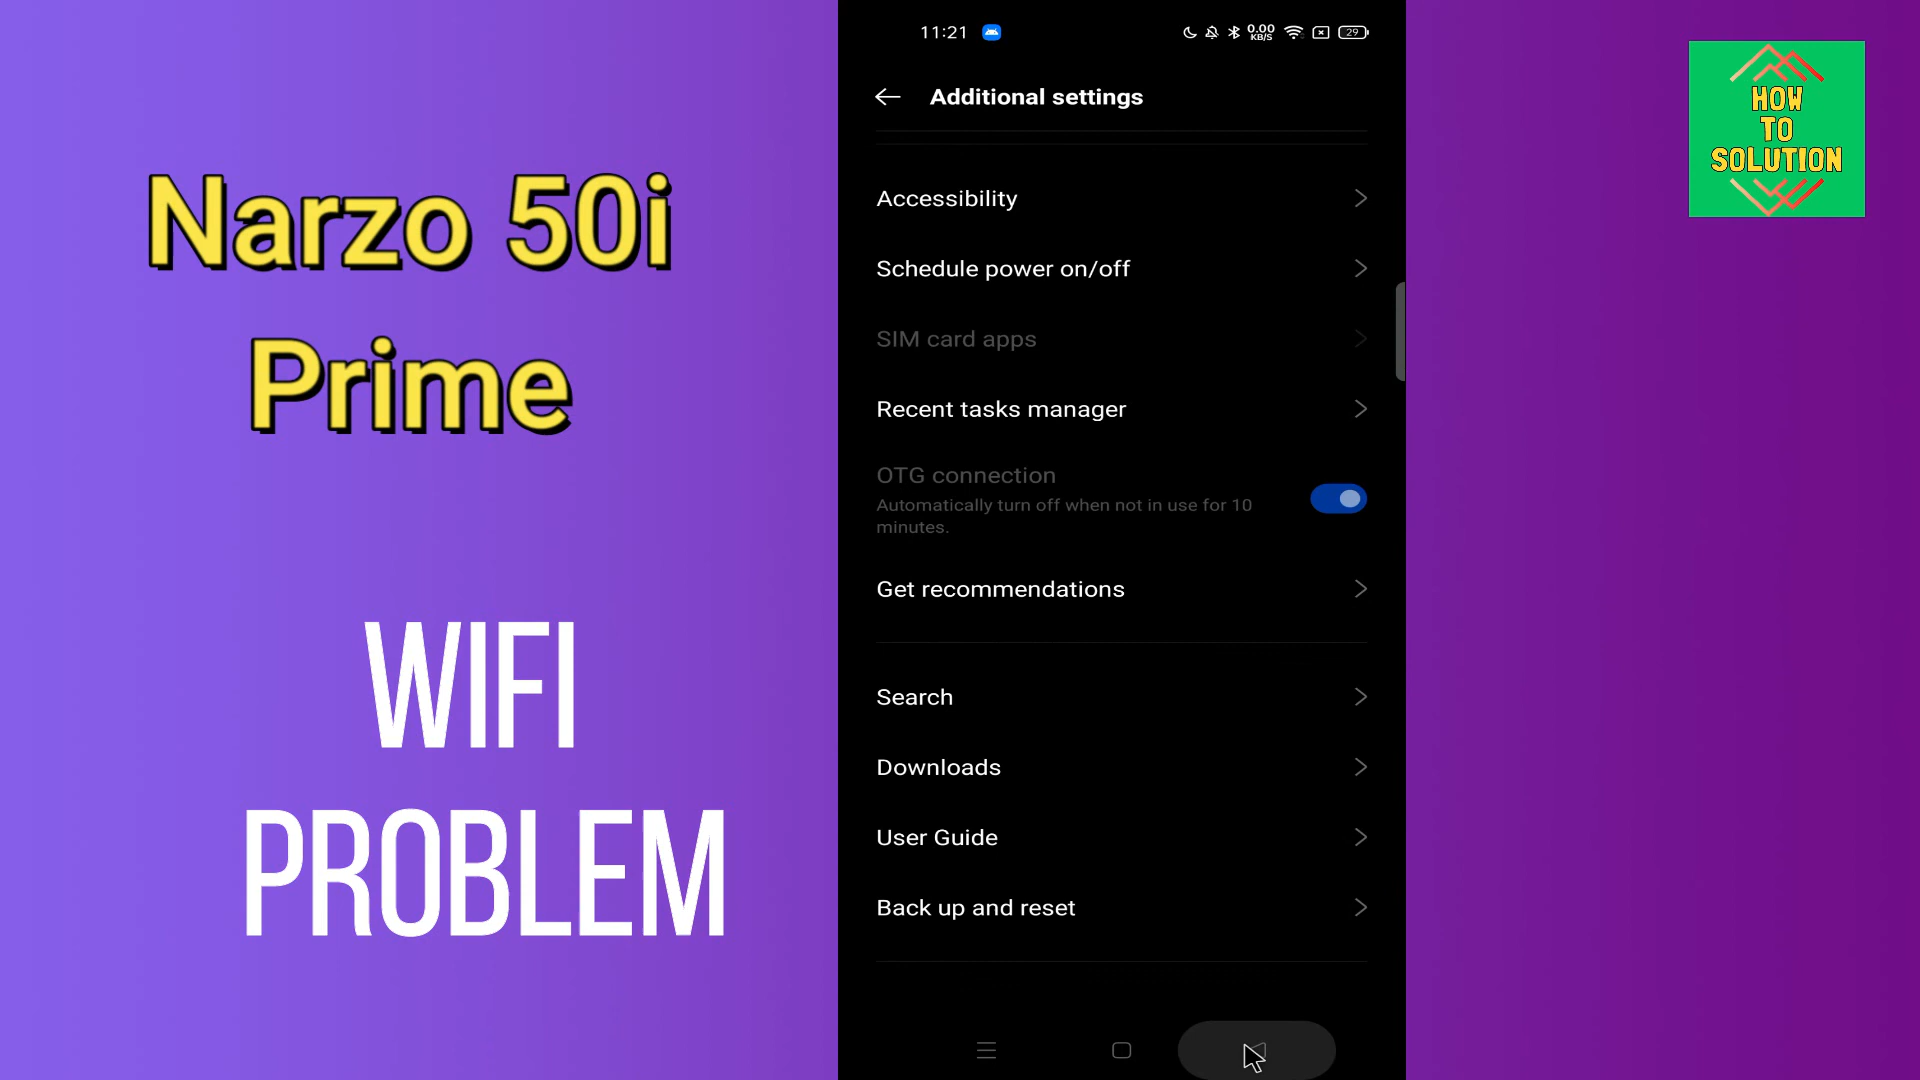 Narzo 50i
Prime
WIFI
PROBLEM
11:21
0.00
KB/S
29
Additional settings
Accessibility
Schedule power on/off
SIM card apps
Recent tasks manager
OTG connection
Automatically turn off when not in use for 10
minutes.
Get recommendations
Search
Downloads
User Guide
Back up and reset
HOW
TO
SOLUTION